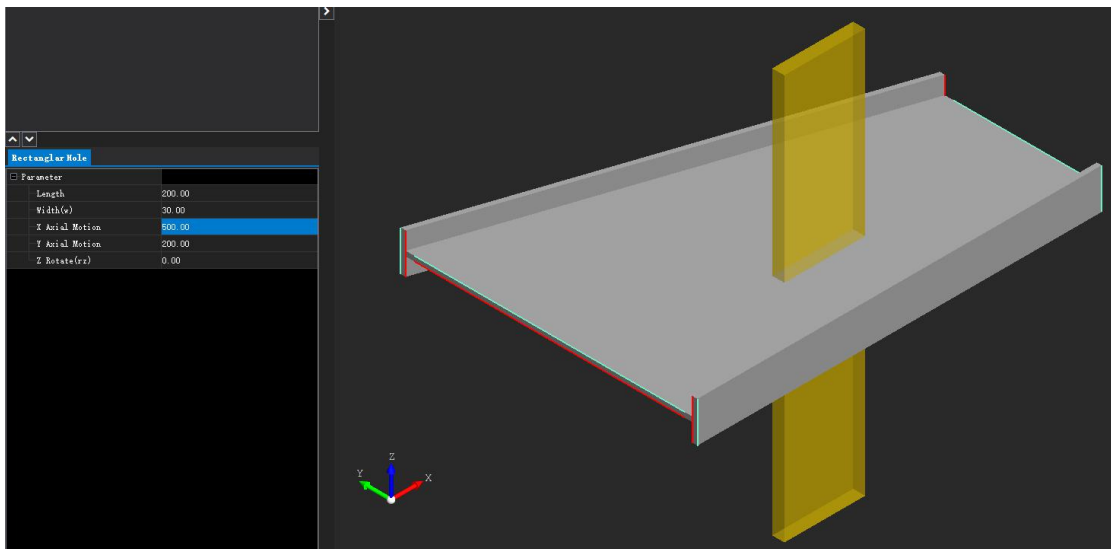 Rectanglar Hole
Parameter
Length 200.00
Width(w) 30.00
X Axial Motion 500.00
Y Axial Motion 200.00
Z Rotate(rz) 0.00
Z
Y
X